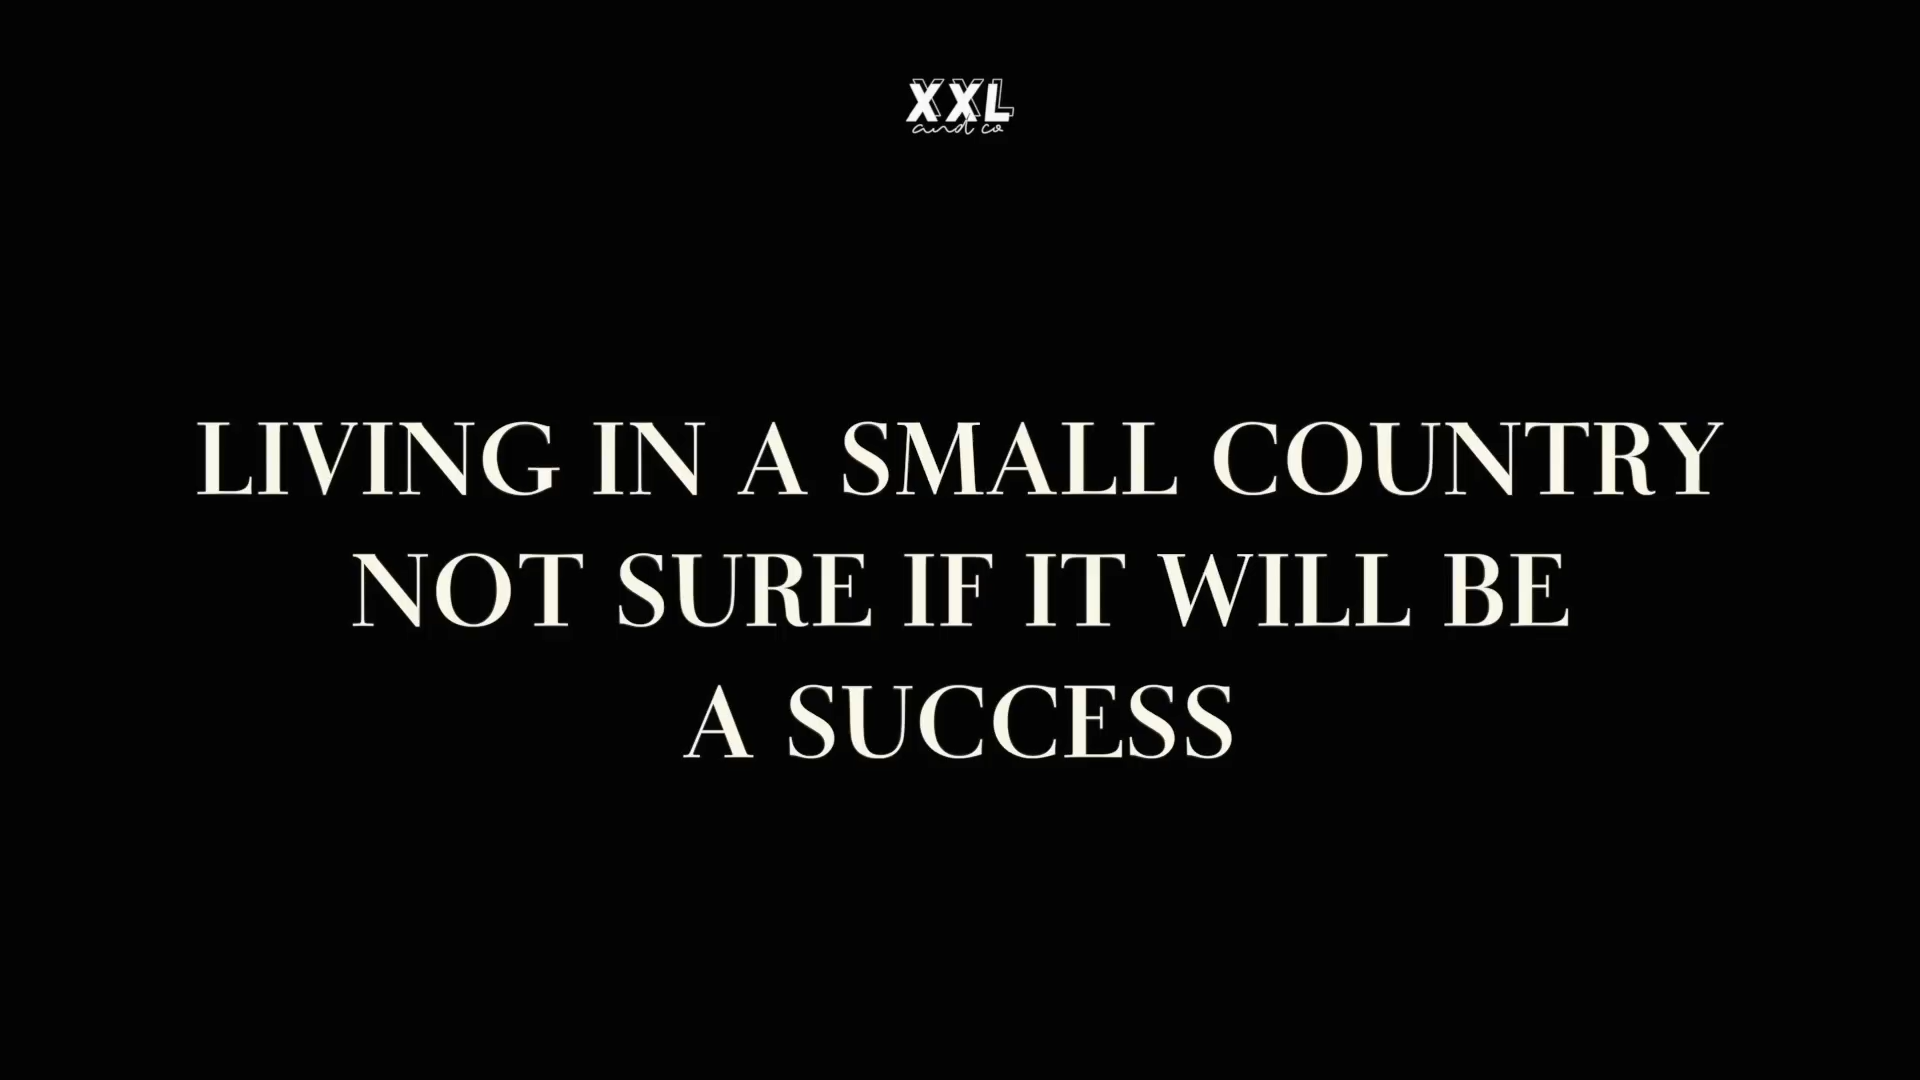 XXL
and co
LIVING IN A SMALL COUNTRY
NOT SURE IF IT WILL BE
A SUCCESS